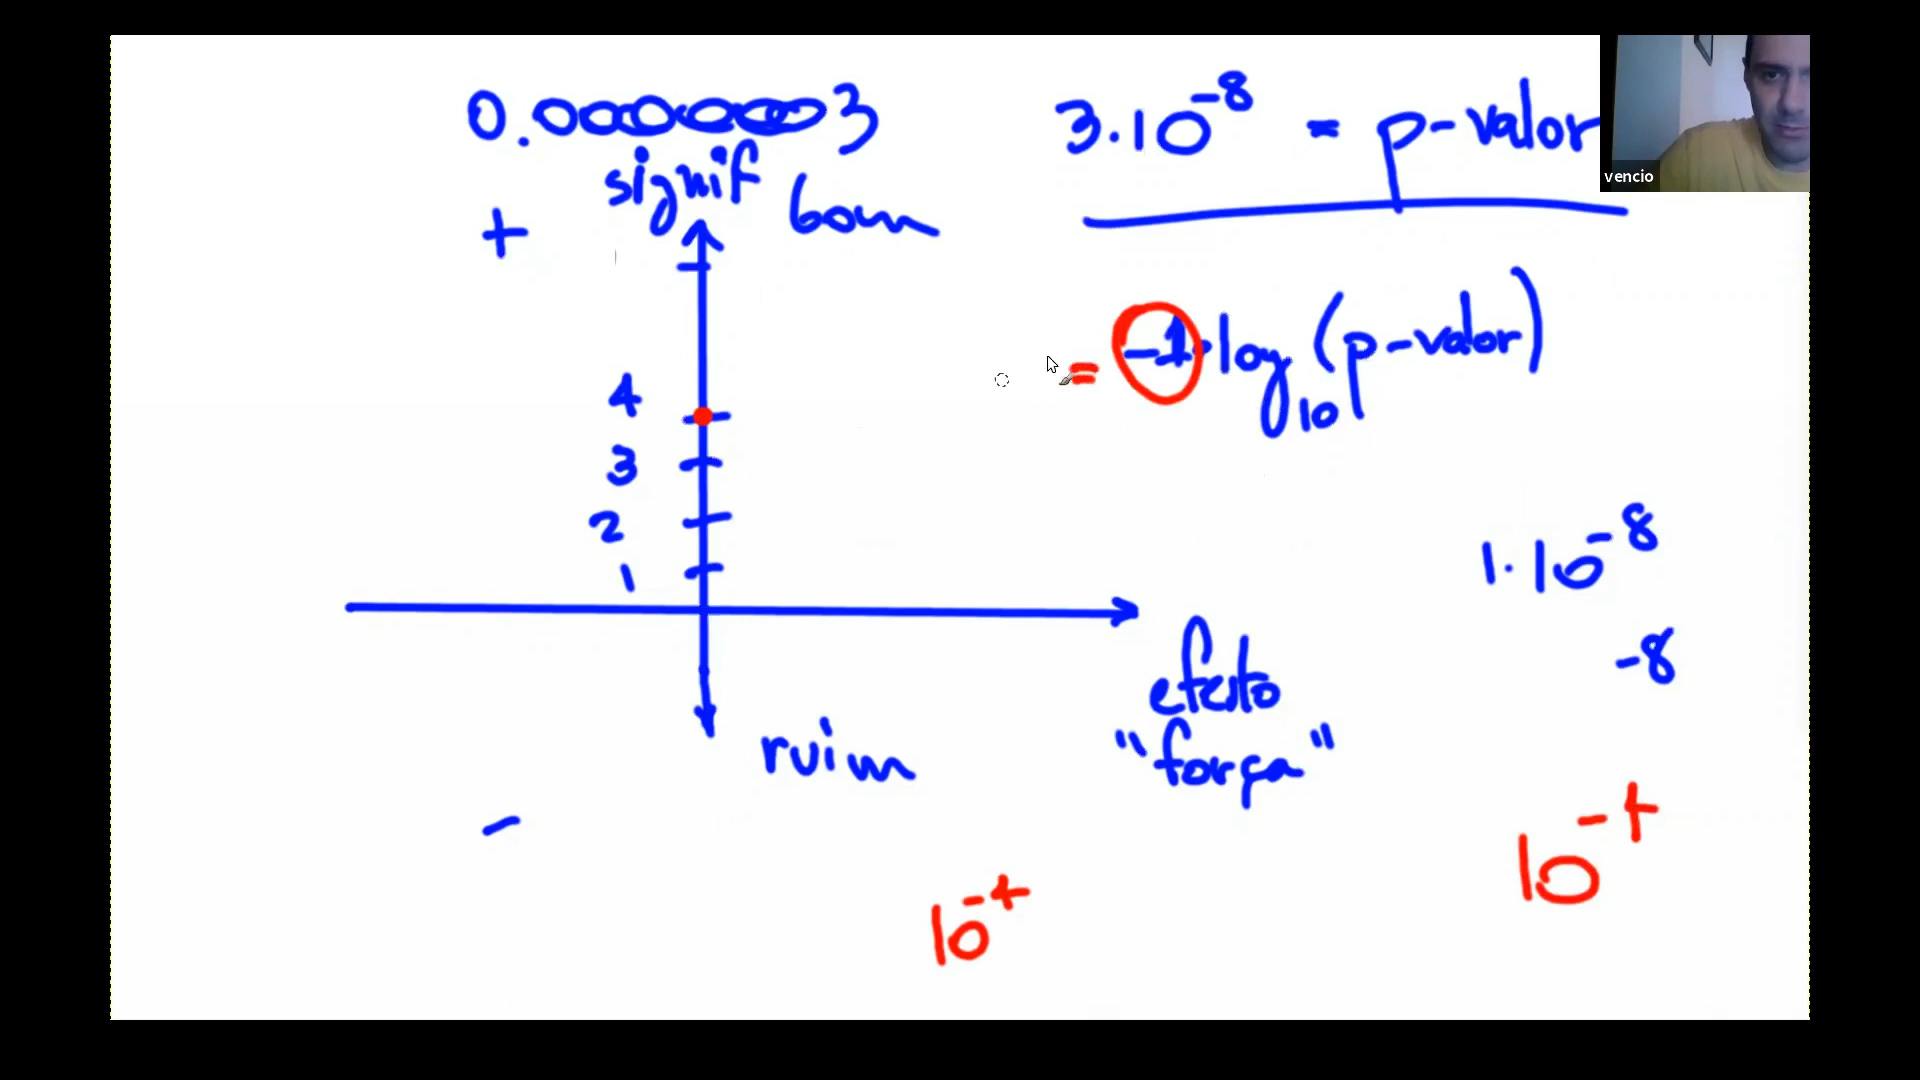 0.00000003
3·10⁻⁸ = p-valor
vencio
signif bom
+
= -1·log₁₀(p-valor)
4
3
2
1
1·10⁻⁸
-8
efeito
"força"
ruim
-
10⁻⁴
10⁻⁴